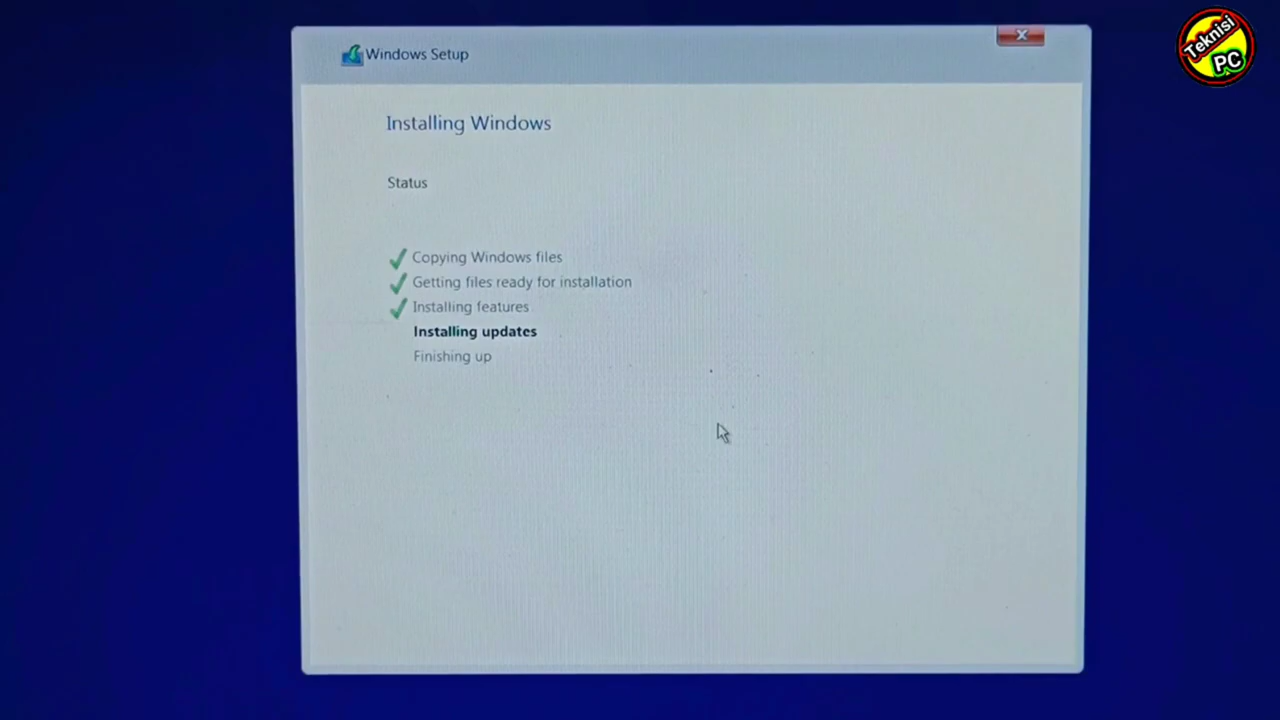 Windows Setup
Installing Windows
Status
Copying Windows files
Getting files ready for installation
Installing features
Installing updates
Finishing up
Teknisi
PC